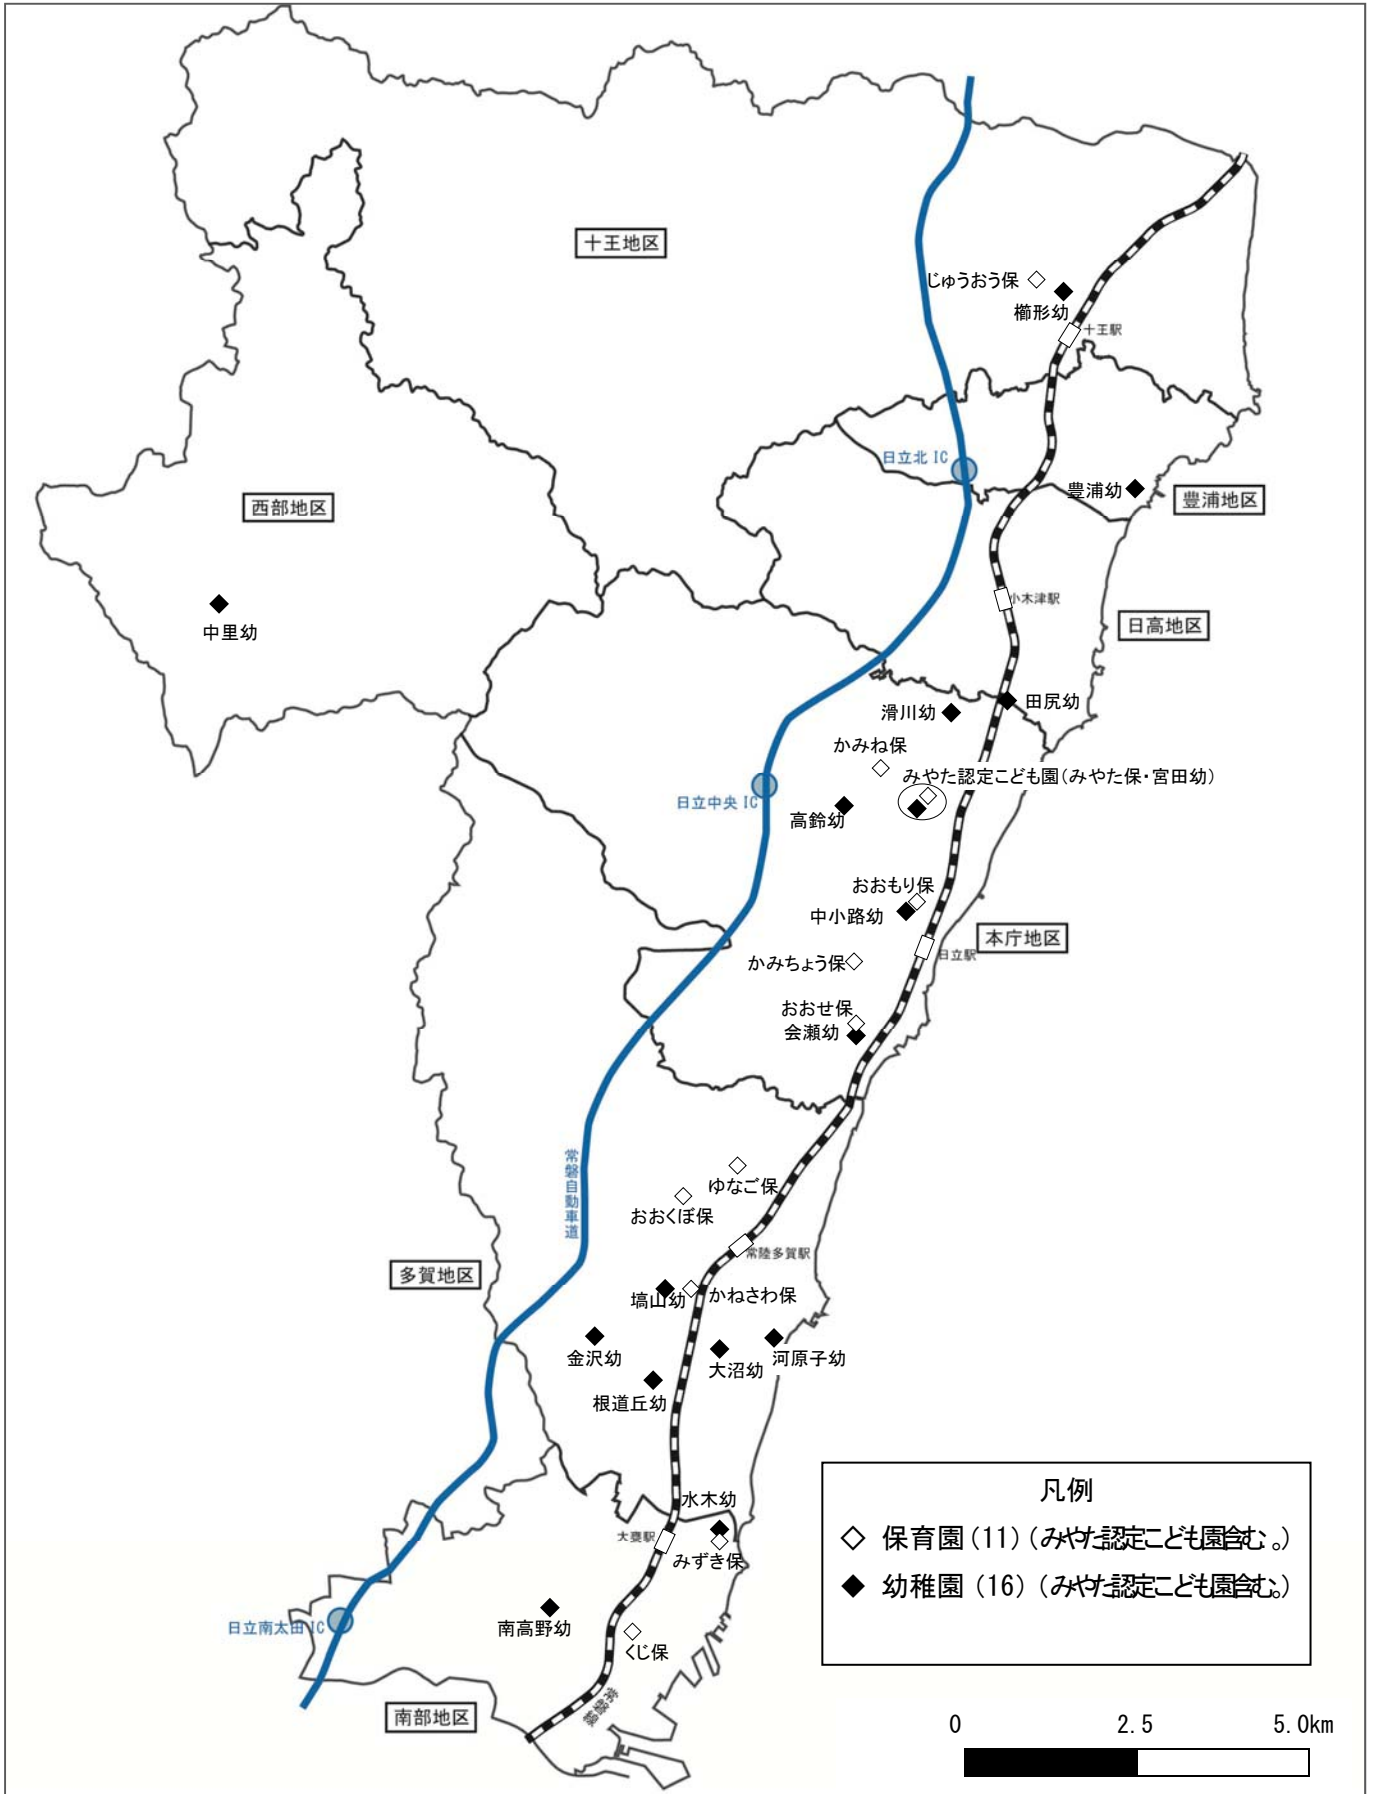 十王地区
じゅうおう保
櫛形幼
十王駅
日立北 IC
豊浦幼
豊浦地区
西部地区
中里幼
小木津駅
日高地区
田尻幼
滑川幼
かみね保
みやた認定こども園(みやた保・宮田幼)
日立中央 IC
高鈴幼
おおもり保
中小路幼
本庁地区
日立駅
かみちょう保
おおせ保
会瀬幼
常磐自動車道
ゆなご保
おおくぼ保
常陸多賀駅
多賀地区
塙山幼
かねさわ保
金沢幼
大沼幼
河原子幼
根道丘幼
水木幼
大甕駅
みずき保
南高野幼
日立南太田 IC
くじ保
常磐線
南部地区
凡例
◇ 保育園(11)(みやた認定こども園含む。)
◆ 幼稚園(16)(みやた認定こども園含む。)
0 2.5 5.0km